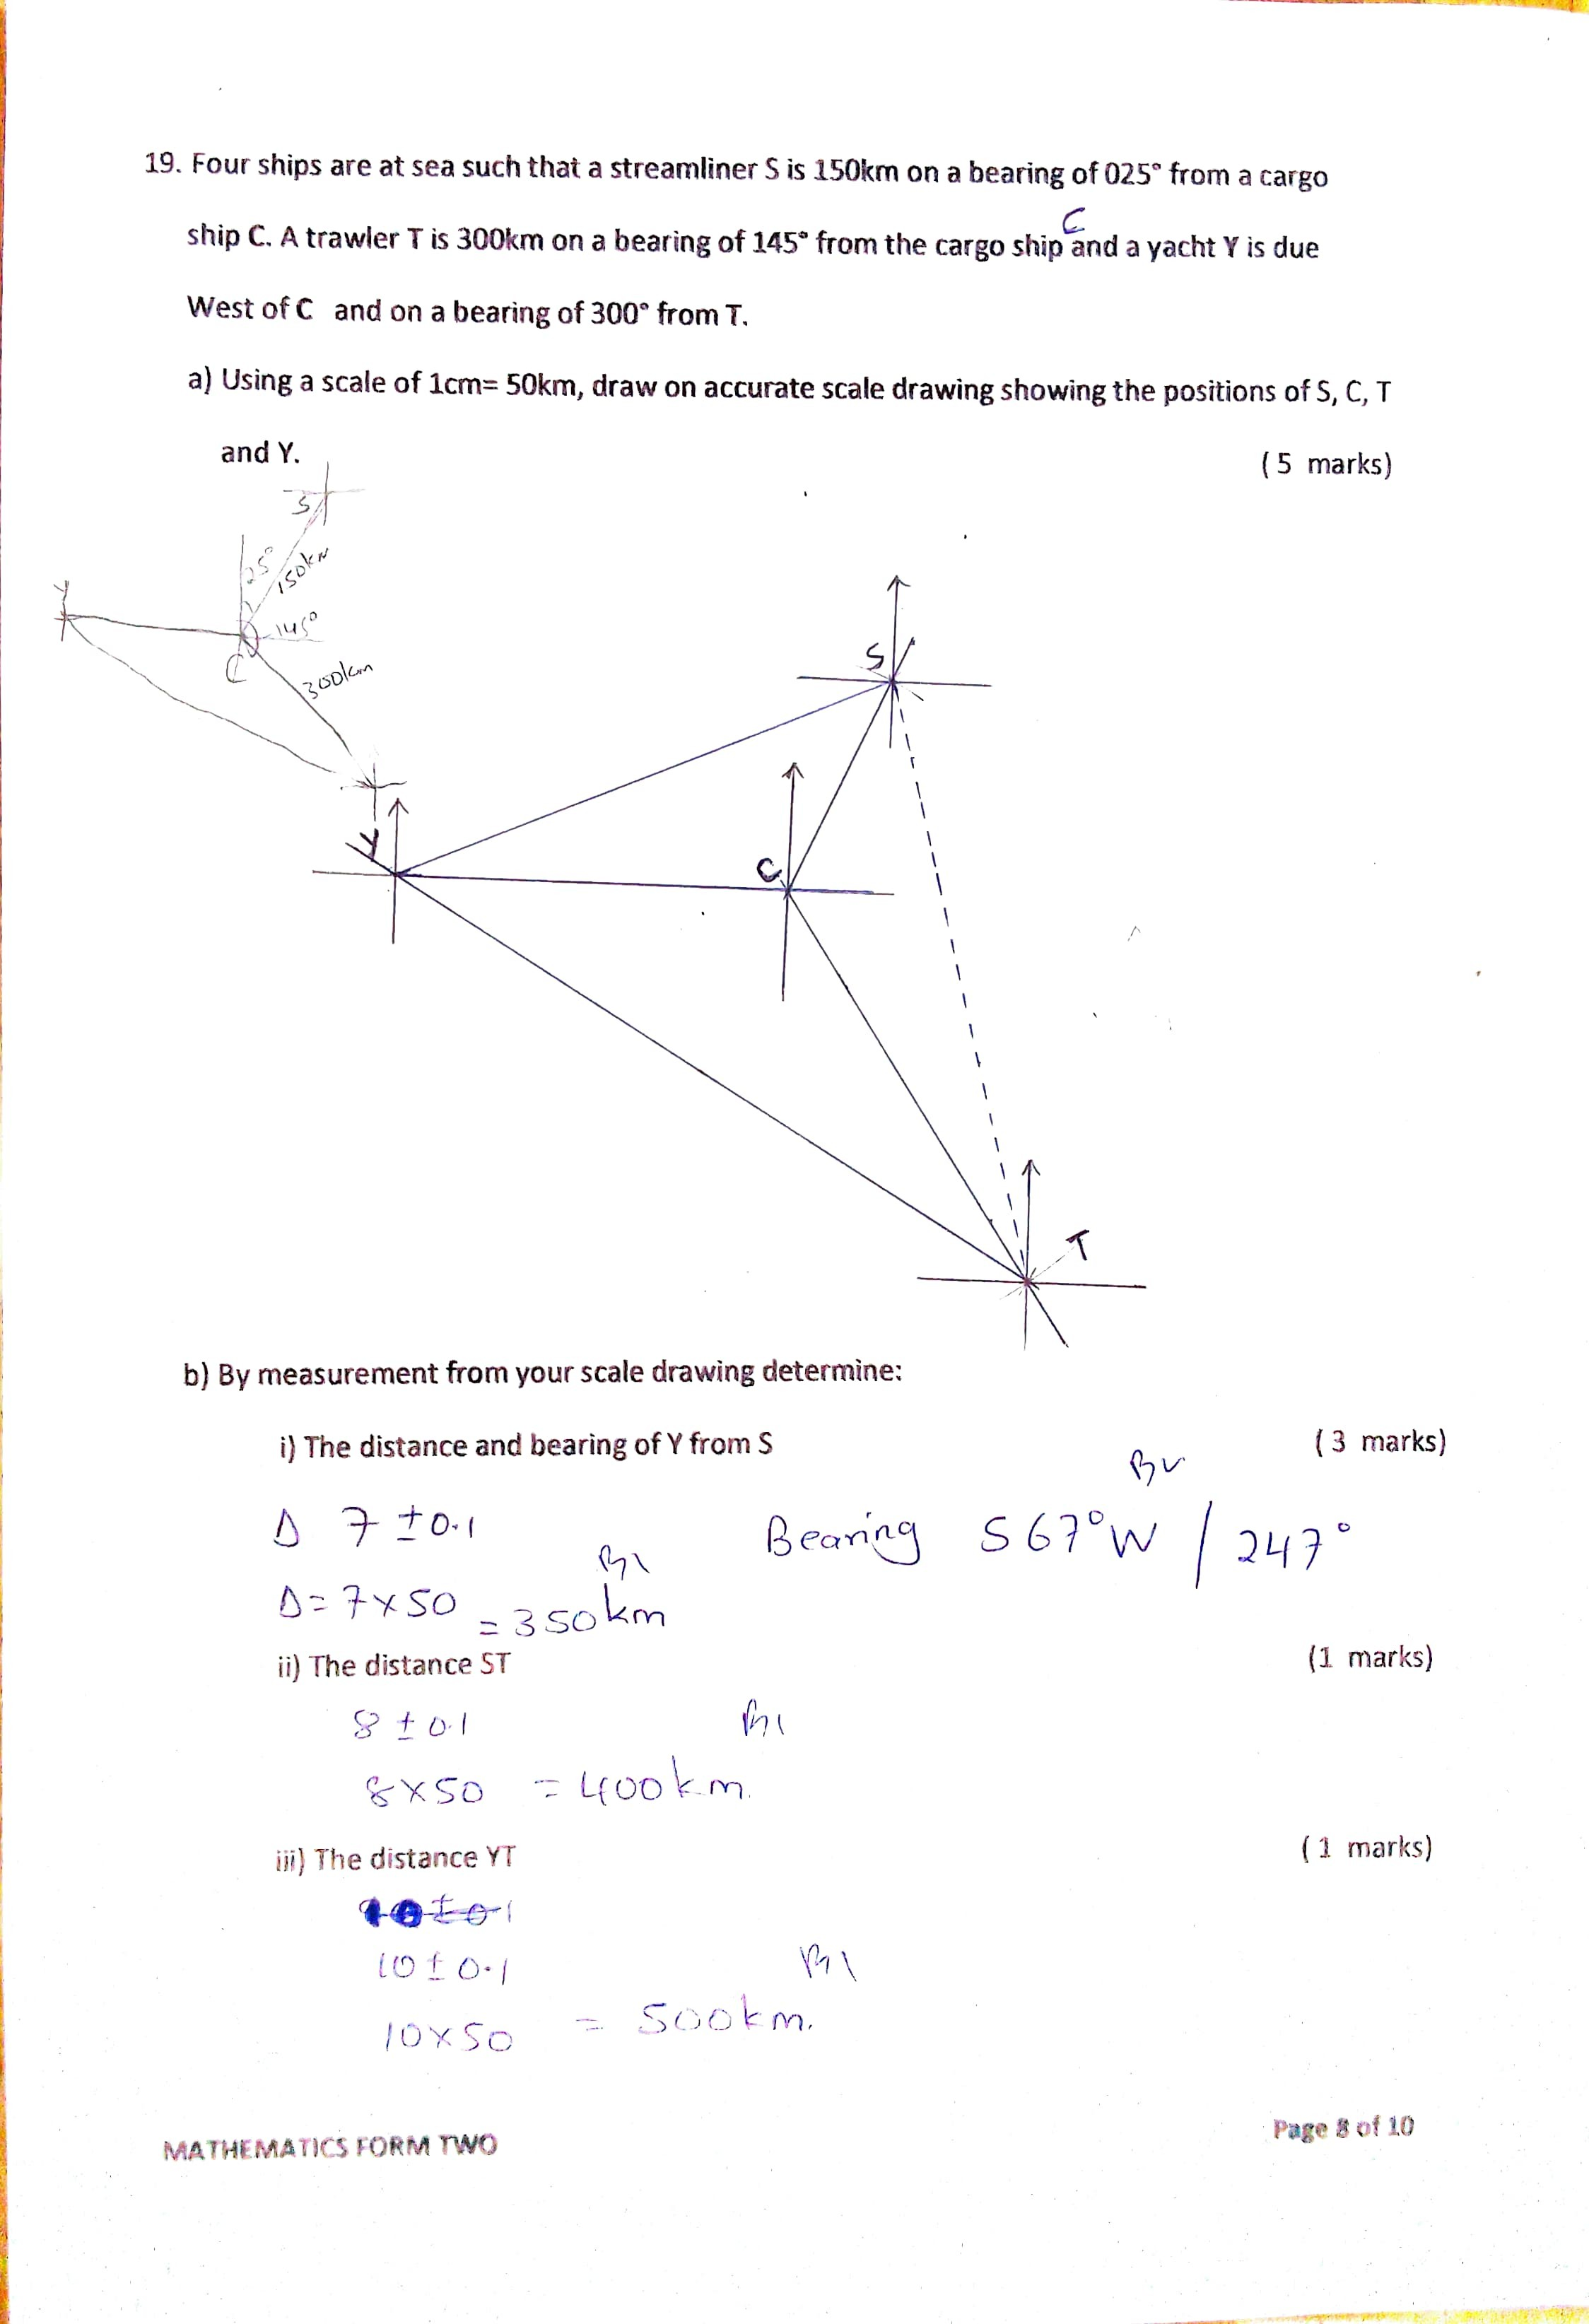 19. Four ships are at sea such that a streamliner S is 150km on a bearing of 025° from a cargo
C
ship C. A trawler T is 300km on a bearing of 145° from the cargo ship and a yacht Y is due
West of C and on a bearing of 300° from T.
a) Using a scale of 1cm= 50km, draw on accurate scale drawing showing the positions of S, C, T
and Y.
(5 marks)
S
25°
150km
Y
145°
C
300km
S
Y
C
T
b) By measurement from your scale drawing determine:
i) The distance and bearing of Y from S
(3 marks)
Δ 7 ±0.1
Bearing S67°W / 247°
B1
Δ= 7×50 = 350km
ii) The distance ST
(1 marks)
8 ±0.1
B1
8×50 = 400km.
iii) The distance YT
(1 marks)
10±0.1
B1
10×50 = 500km.
MATHEMATICS FORM TWO
Page 8 of 10